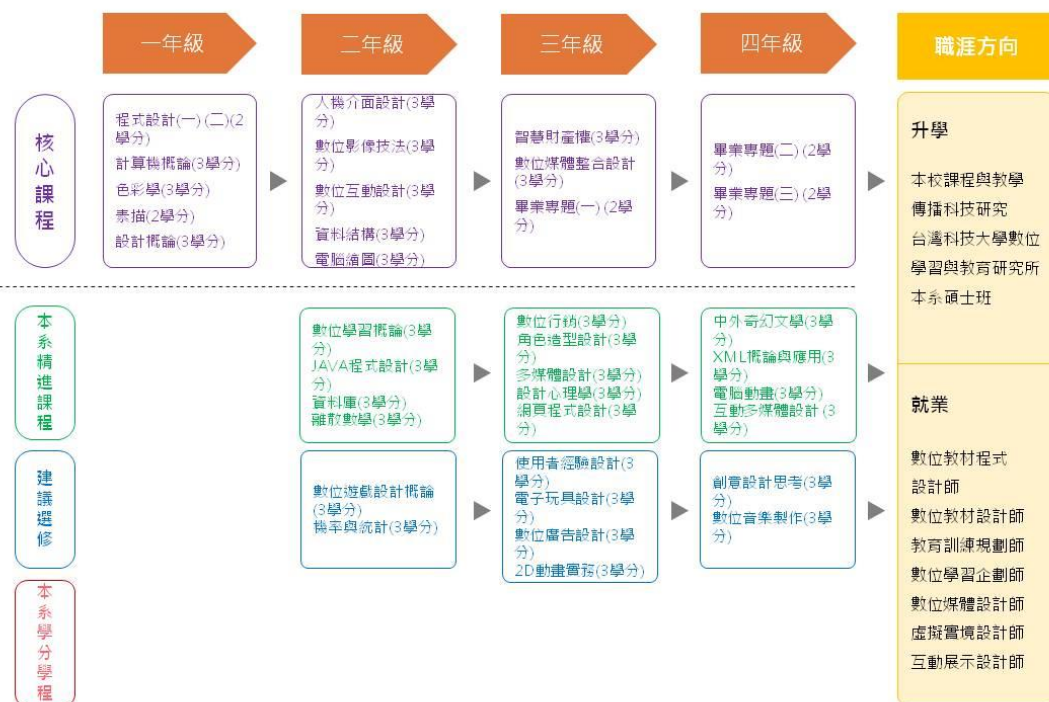 一年級
二年級
三年級
四年級
職涯方向
核心課程
程式設計(一)(二)(2
學分)
計算機概論(3學分)
色彩學(3學分)
素描(2學分)
設計概論(3學分)
人機介面設計(3學
分)
數位影像技法(3學
分)
數位互動設計(3學
分)
資料結構(3學分)
電腦繪圖(3學分)
智慧財產權(3學分)
數位媒體整合設計
(3學分)
畢業專題(一)(2學
分)
畢業專題(二)(2學
分)
畢業專題(三)(2學
分)
升學
本校課程與教學
傳播科技研究
台灣科技大學數位
學習與教育研究所
本系碩士班
本系精進課程
數位學習概論(3學
分)
JAVA程式設計(3學
分)
資料庫(3學分)
離散數學(3學分)
數位行銷(3學分)
角色造型設計(3學
分)
多媒體設計(3學分)
設計心理學(3學分)
網頁程式設計(3學
分)
中外奇幻文學(3學
分)
XML概論與應用(3
學分)
電腦動畫(3學分)
互動多媒體設計(3
學分)
建議選修
數位遊戲設計概論
(3學分)
機率與統計(3學分)
使用者經驗設計(3
學分)
電子玩具設計(3學
分)
數位廣告設計(3學
分)
2D動畫實務(3學分)
創意設計思考(3學
分)
數位音樂製作(3學
分)
就業
數位教材程式
設計師
數位教材設計師
教育訓練規劃師
數位學習企劃師
數位媒體設計師
虛擬實境設計師
互動展示設計師
本系學分學程